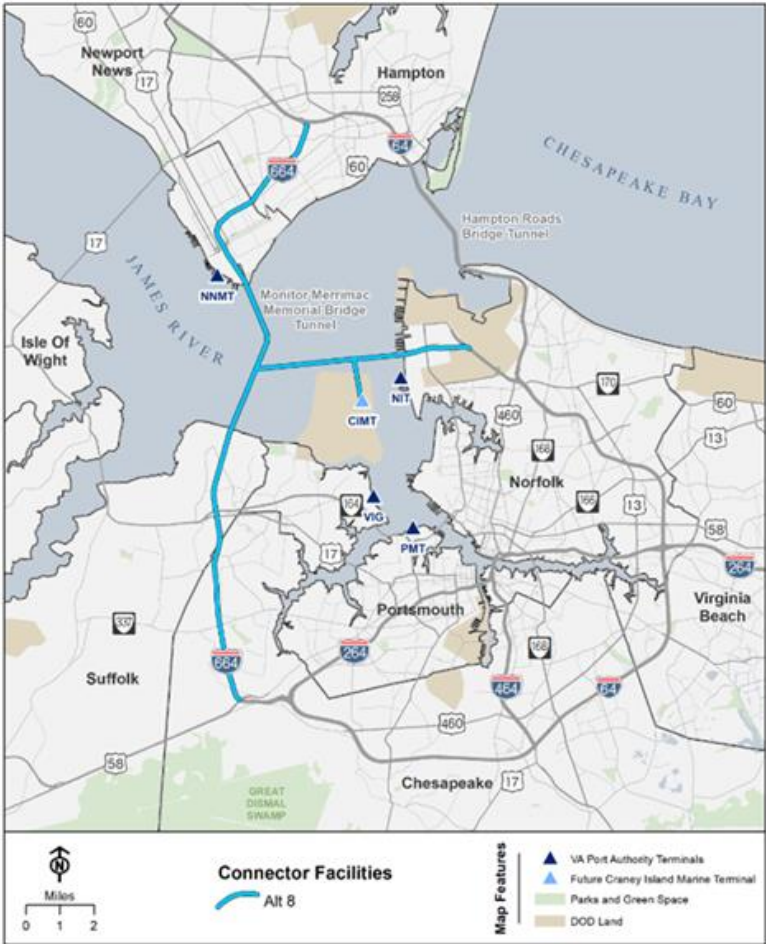 60
Newport
News
17
Hampton
258
64
664
60
CHESAPEAKE BAY
Hampton Roads
Bridge-Tunnel
17
JAMES RIVER
NNMT
Monitor Merrimac
Memorial Bridge
Tunnel
Isle Of
Wight
NIT
CIMT
170
60
460
13
168
Norfolk
166
13
164
VIG
58
17
PMT
264
Virginia
Beach
Portsmouth
337
168
264
664
Suffolk
464
64
460
58
Chesapeake
17
GREAT
DISMAL
SWAMP
N
Miles
0 1 2
Connector Facilities
Alt 8
Map Features
VA Port Authority Terminals
Future Craney Island Marine Terminal
Parks and Green Space
DOD Land